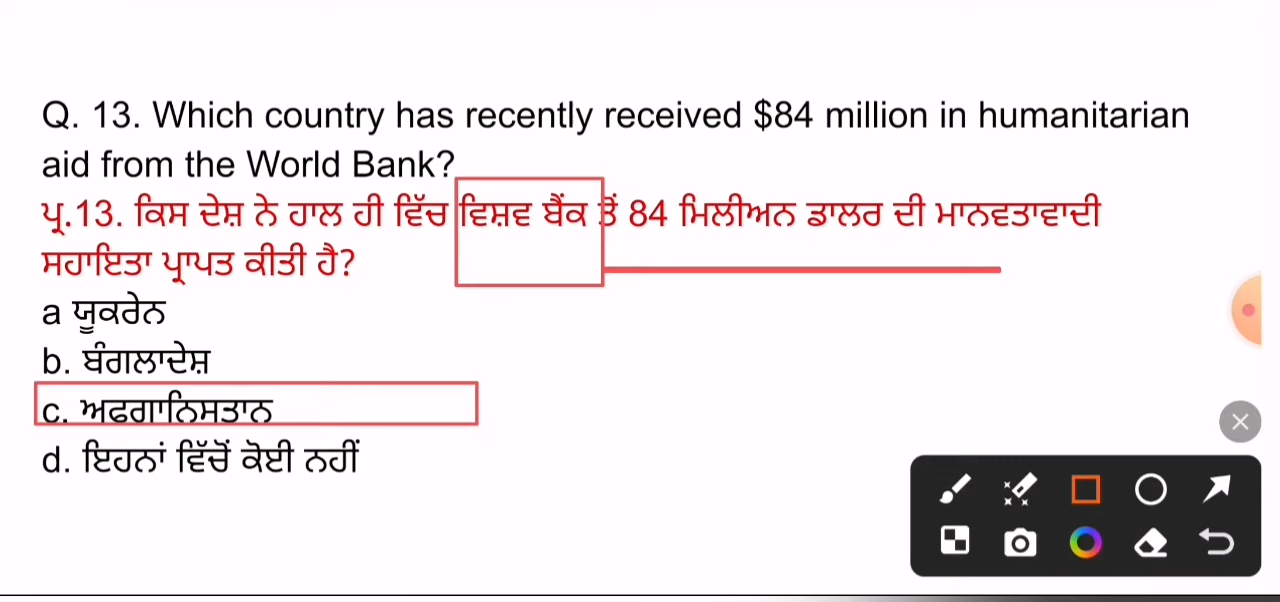 Q. 13. Which country has recently received $84 million in humanitarian
aid from the World Bank?
ਪ੍ਰ.13. ਕਿਸ ਦੇਸ਼ ਨੇ ਹਾਲ ਹੀ ਵਿੱਚ ਵਿਸ਼ਵ ਬੈਂਕ ਤੋਂ 84 ਮਿਲੀਅਨ ਡਾਲਰ ਦੀ ਮਾਨਵਤਾਵਾਦੀ
ਸਹਾਇਤਾ ਪ੍ਰਾਪਤ ਕੀਤੀ ਹੈ?
a ਯੂਕਰੇਨ
b. ਬੰਗਲਾਦੇਸ਼
c. ਅਫਗਾਨਿਸਤਾਨ
d. ਇਹਨਾਂ ਵਿੱਚੋਂ ਕੋਈ ਨਹੀਂ